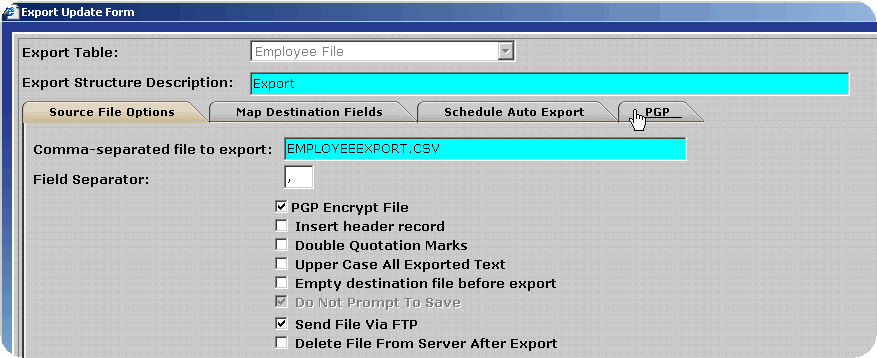 Export Update Form
Export Table: Employee File
Export Structure Description: Export
Source File Options Map Destination Fields Schedule Auto Export PGP
Comma-separated file to export: EMPLOYEEEXPORT.CSV
Field Separator: ,
PGP Encrypt File
Insert header record
Double Quotation Marks
Upper Case All Exported Text
Empty destination file before export
Do Not Prompt To Save
Send File Via FTP
Delete File From Server After Export